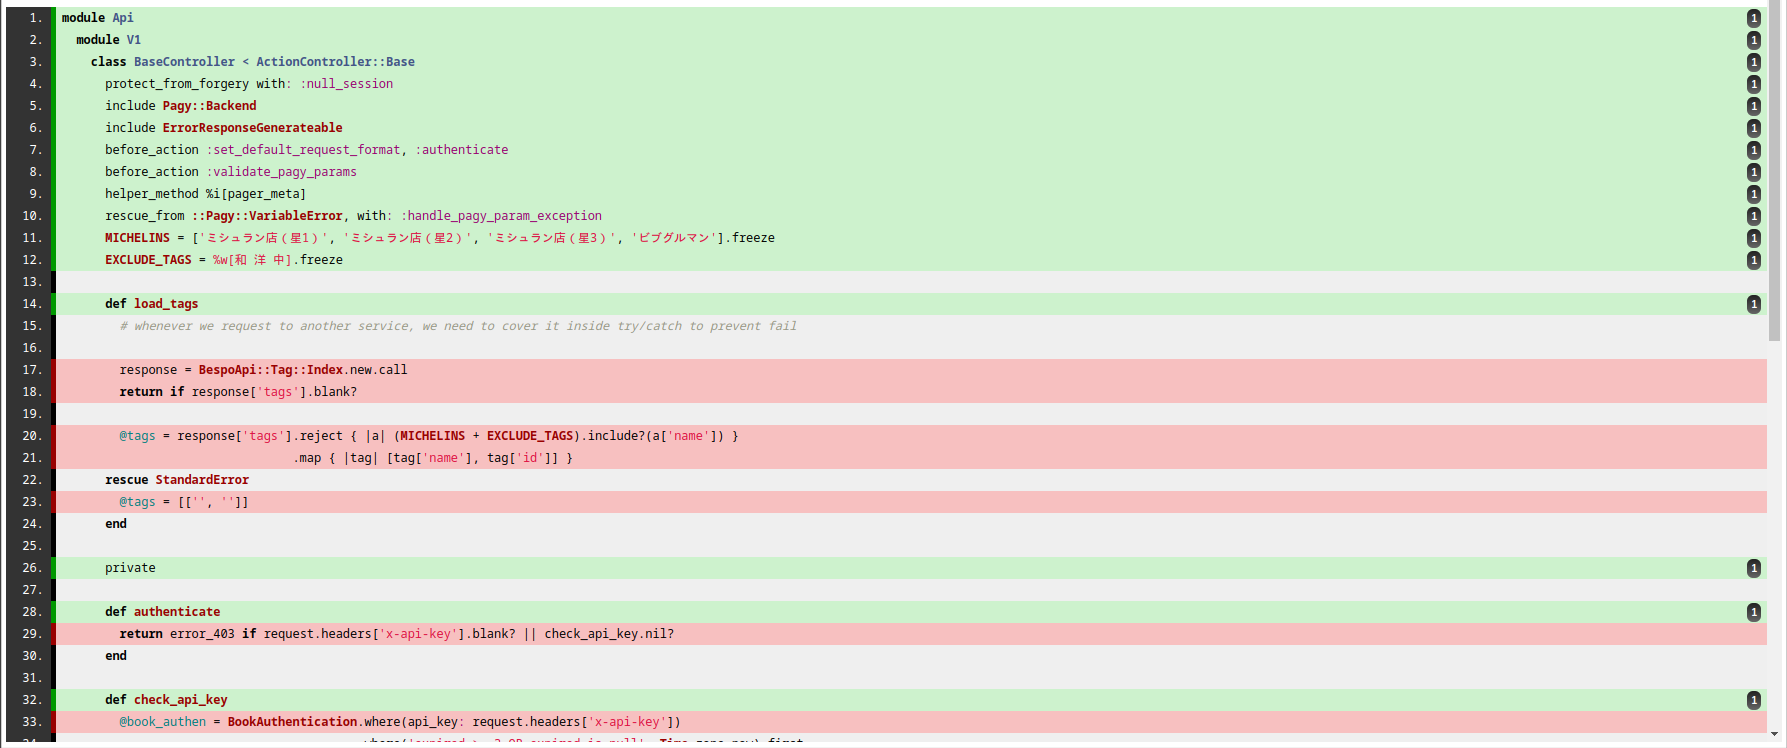 1. module Api 1
2. module V1 1
3. class BaseController < ActionController::Base 1
4. protect_from_forgery with: :null_session 1
5. include Pagy::Backend 1
6. include ErrorResponseGenerateable 1
7. before_action :set_default_request_format, :authenticate 1
8. before_action :validate_pagy_params 1
9. helper_method %i[pager_meta] 1
10. rescue_from ::Pagy::VariableError, with: :handle_pagy_param_exception 1
11. MICHELINS = ['ミシュラン店（星1）', 'ミシュラン店（星2）', 'ミシュラン店（星3）', 'ビブグルマン'].freeze 1
12. EXCLUDE_TAGS = %w[和 洋 中].freeze 1
13.
14. def load_tags 1
15. # whenever we request to another service, we need to cover it inside try/catch to prevent fail
16.
17. response = BespoApi::Tag::Index.new.call
18. return if response['tags'].blank?
19.
20. @tags = response['tags'].reject { |a| (MICHELINS + EXCLUDE_TAGS).include?(a['name']) }
21. .map { |tag| [tag['name'], tag['id']] }
22. rescue StandardError
23. @tags = [['', '']]
24. end
25.
26. private 1
27.
28. def authenticate 1
29. return error_403 if request.headers['x-api-key'].blank? || check_api_key.nil?
30. end
31.
32. def check_api_key 1
33. @book_authen = BookAuthentication.where(api_key: request.headers['x-api-key'])